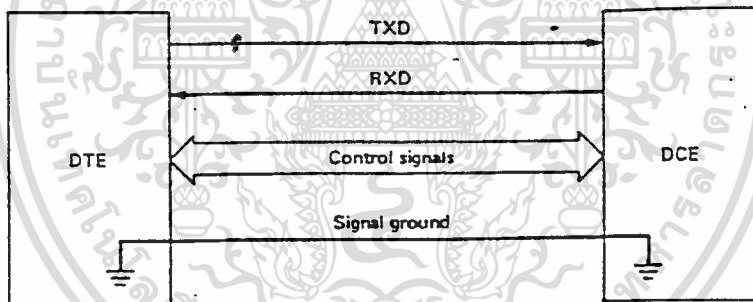 TXD
RXD
DTE
Control signals
DCE
Signal ground